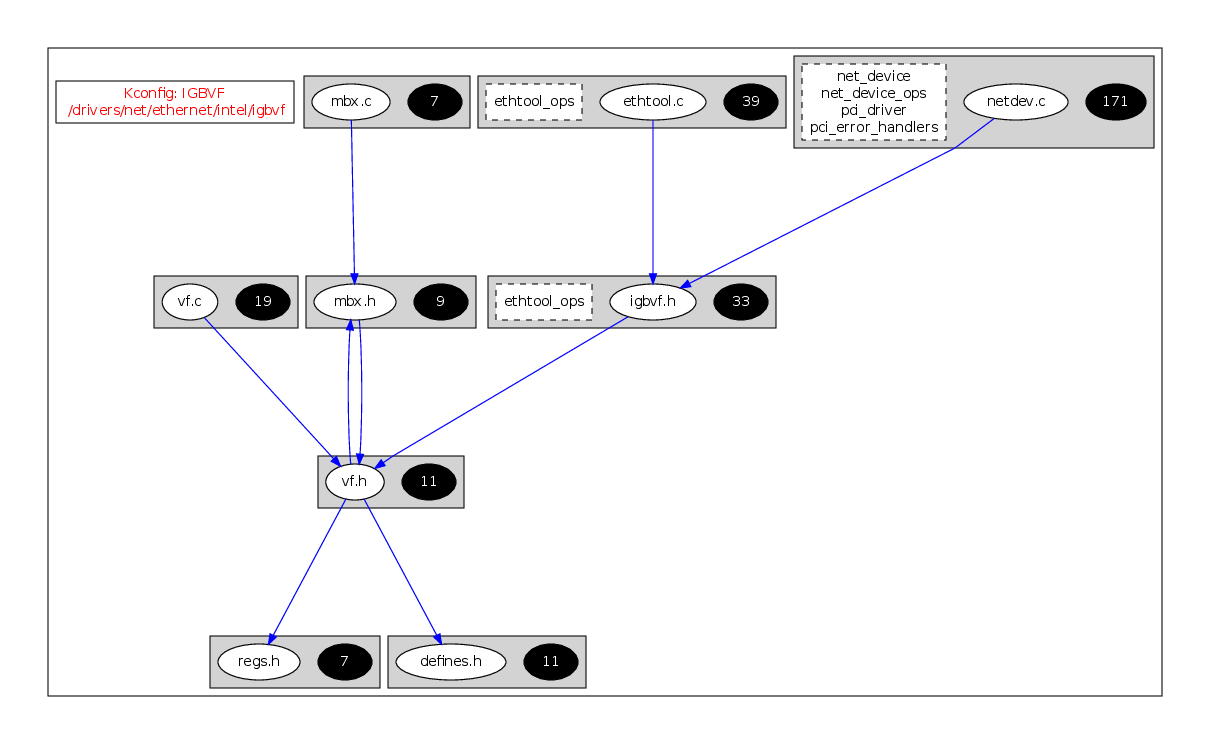 Kconfig: IGBVF
/drivers/net/ethernet/intel/igbvf
mbx.c
7
ethtool_ops
ethtool.c
39
net_device
net_device_ops
pci_driver
pci_error_handlers
netdev.c
171
vf.c
19
mbx.h
9
ethtool_ops
igbvf.h
33
vf.h
11
regs.h
7
defines.h
11